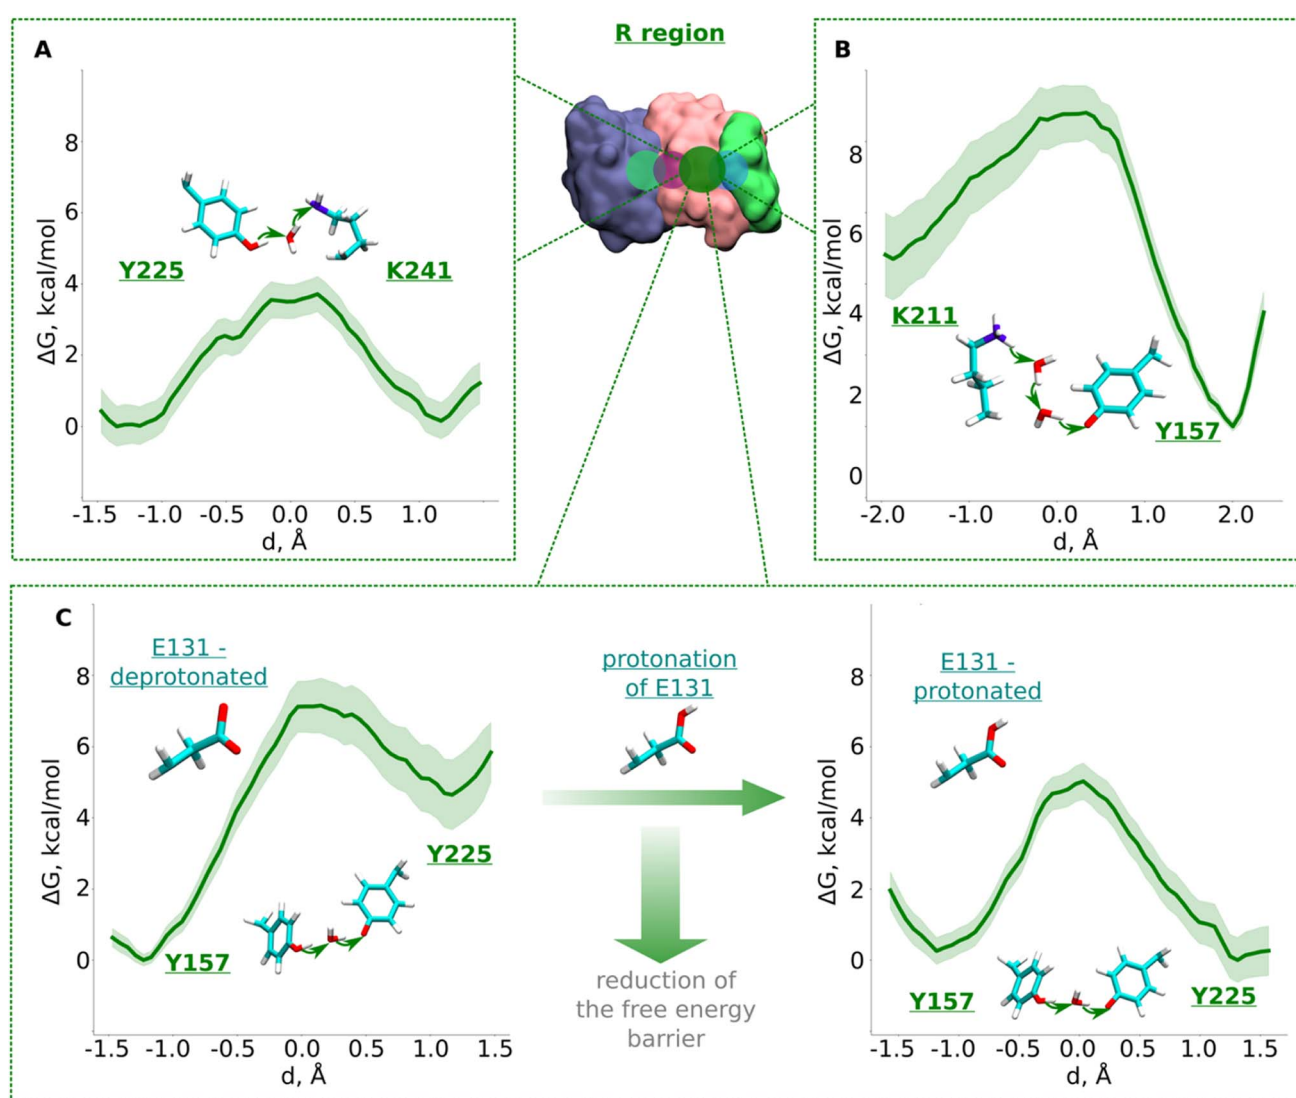 R region
A
8
6
4
2
0
ΔG, kcal/mol
Y225
K241
-1.5 -1.0 -0.5 0.0 0.5 1.0
d, Å
B
8
6
4
2
0
ΔG, kcal/mol
K211
Y157
-2.0 -1.0 0.0 1.0 2.0
d, Å
C
8
6
4
2
0
ΔG, kcal/mol
E131 -
deprotonated
Y157
Y225
-1.5 -1.0 -0.5 0.0 0.5 1.0 1.5
d, Å
protonation
of E131
reduction of
the free energy
barrier
8
6
4
2
0
ΔG, kcal/mol
E131 -
protonated
Y157
Y225
-1.5 -1.0 -0.5 0.0 0.5 1.0 1.5
d, Å